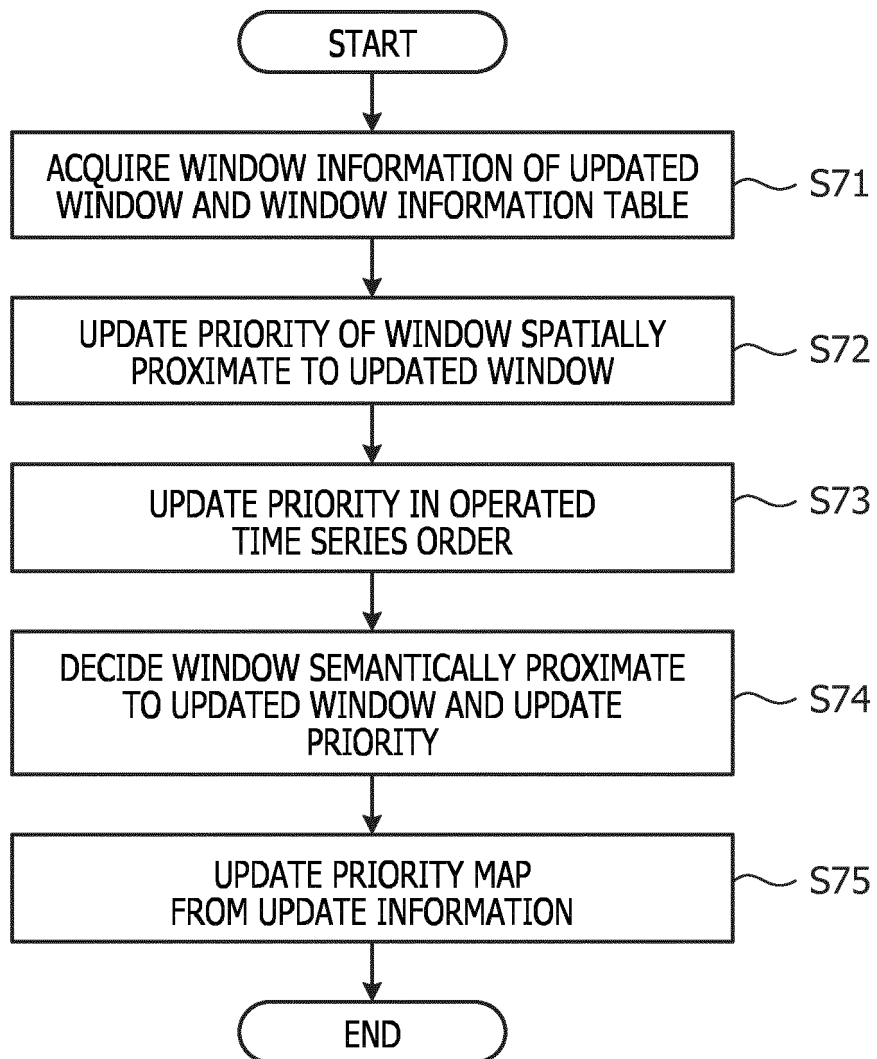 START
ACQUIRE WINDOW INFORMATION OF UPDATED
WINDOW AND WINDOW INFORMATION TABLE
S71
UPDATE PRIORITY OF WINDOW SPATIALLY
PROXIMATE TO UPDATED WINDOW
S72
UPDATE PRIORITY IN OPERATED
TIME SERIES ORDER
S73
DECIDE WINDOW SEMANTICALLY PROXIMATE
TO UPDATED WINDOW AND UPDATE
PRIORITY
S74
UPDATE PRIORITY MAP
FROM UPDATE INFORMATION
S75
END